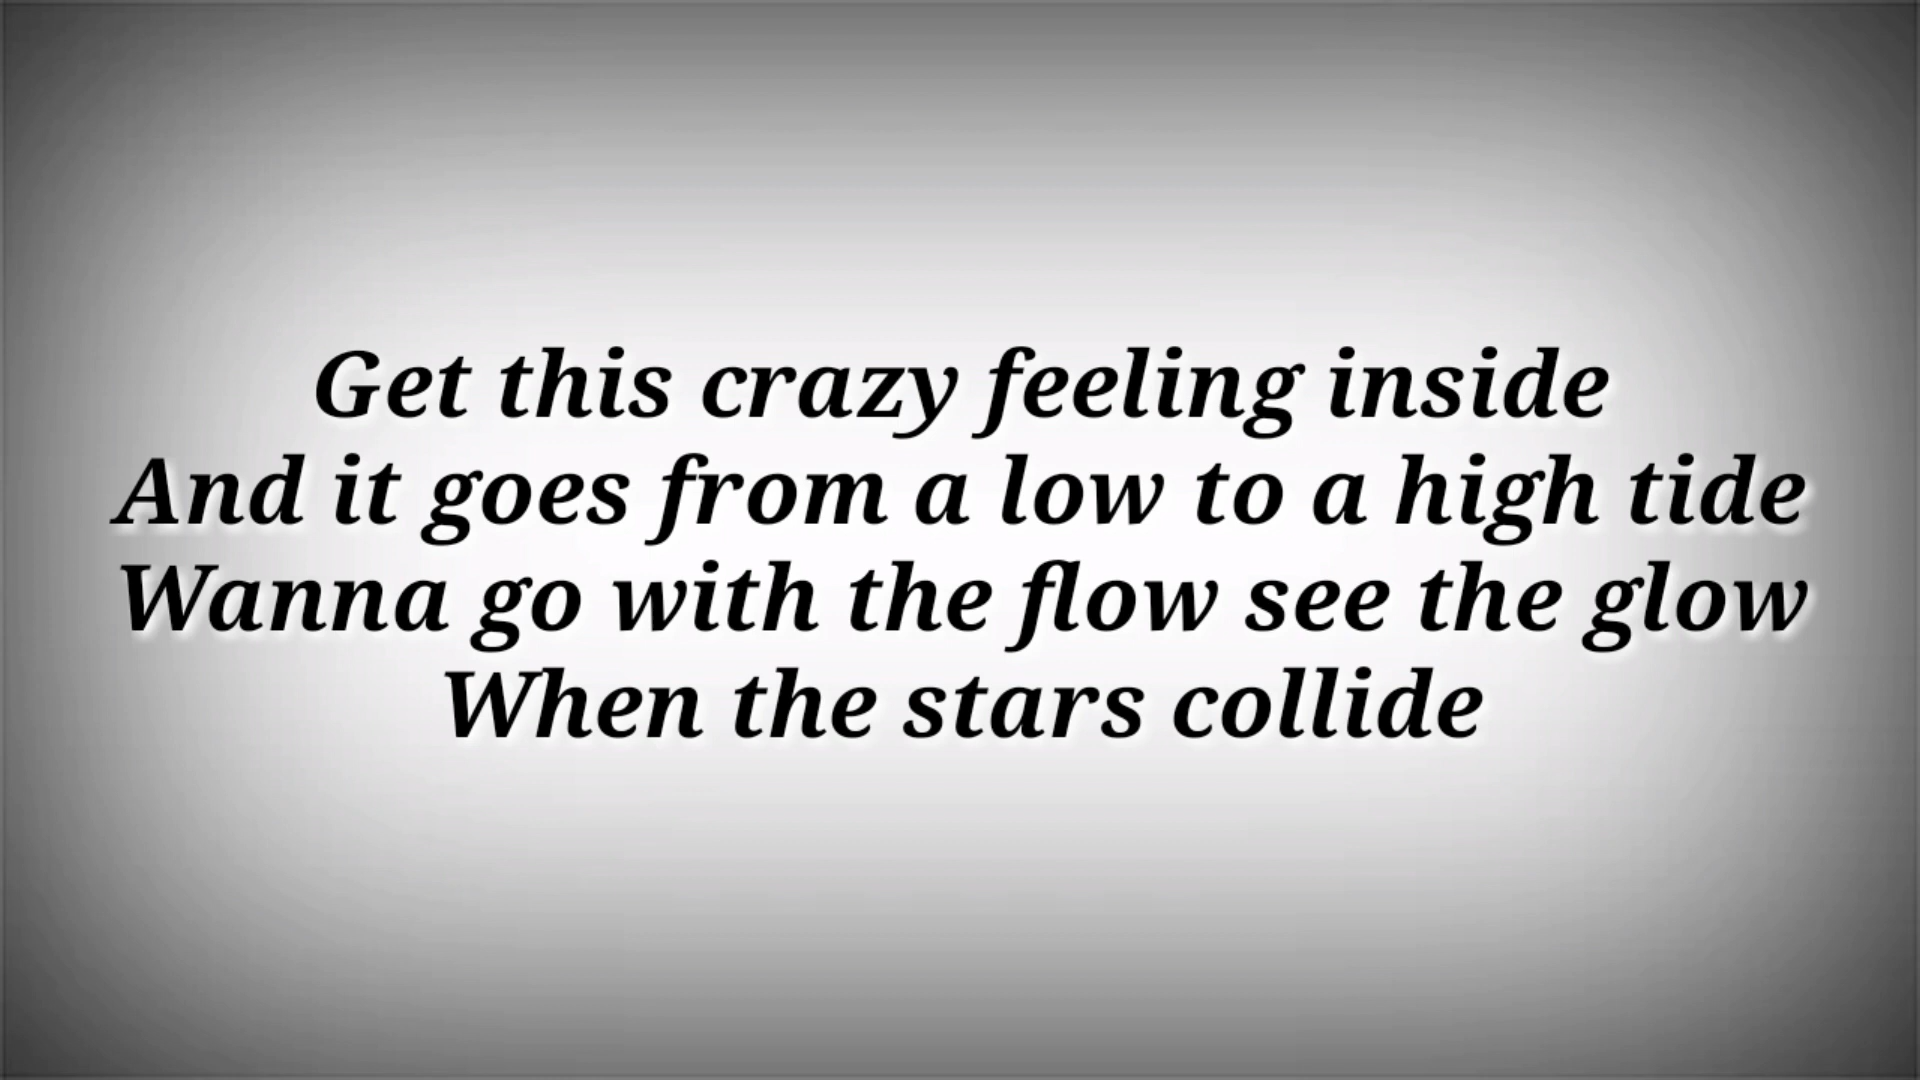 Get this crazy feeling inside
And it goes from a low to a high tide
Wanna go with the flow see the glow
When the stars collide